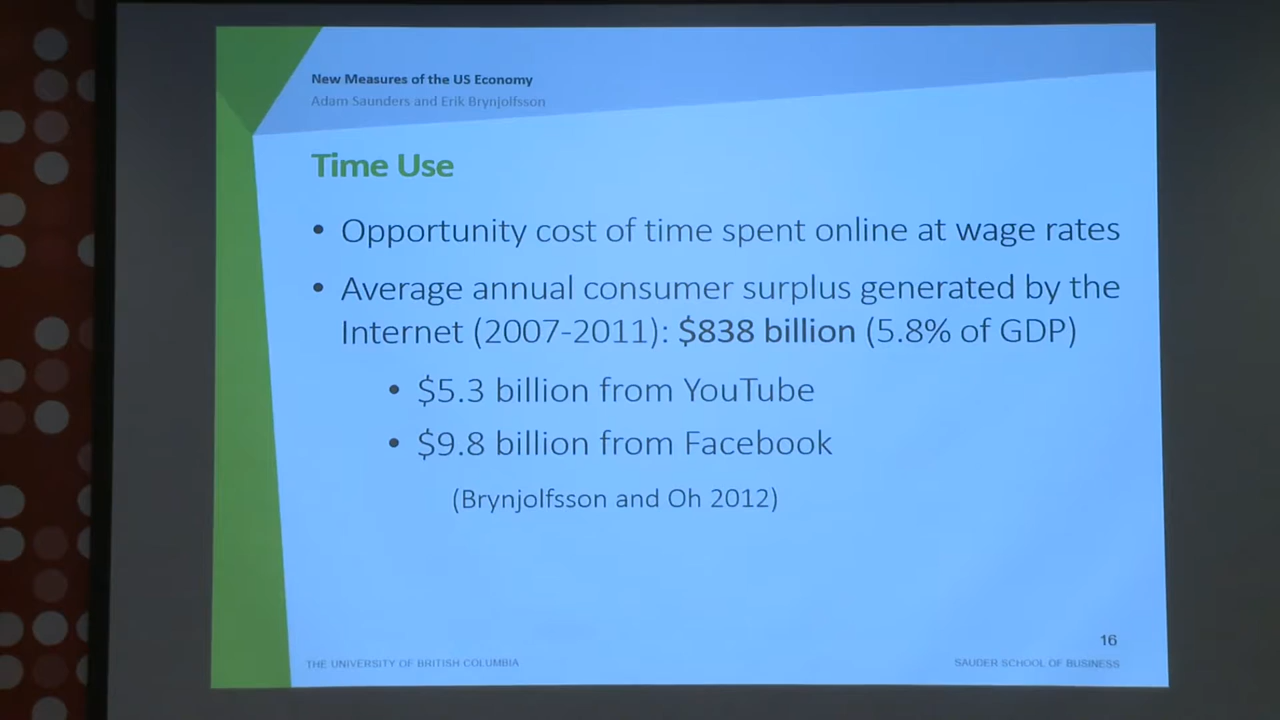 New Measures of the US Economy
Adam Saunders and Erik Brynjolfsson
Time Use
• Opportunity cost of time spent online at wage rates
• Average annual consumer surplus generated by the
Internet (2007-2011): $838 billion (5.8% of GDP)
• $5.3 billion from YouTube
• $9.8 billion from Facebook
(Brynjolfsson and Oh 2012)
16
THE UNIVERSITY OF BRITISH COLUMBIA
SAUDER SCHOOL OF BUSINESS